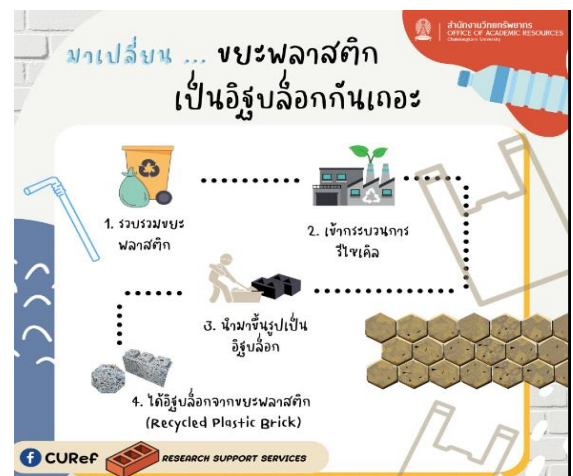 สำนักงานวิทยทรัพยากร
OFFICE OF ACADEMIC RESOURCES
Chulalongkorn University
มาเปลี่ยน ... ขยะพลาสติก
เป็นอิฐบล็อกกันเถอะ
1. รวบรวมขยะ
พลาสติก
2. เข้ากระบวนการ
รีไซเคิล
3. นำมาขึ้นรูปเป็น
อิฐบล็อก
4. ได้อิฐบล็อกจากขยะพลาสติก
(Recycled Plastic Brick)
f CURef
RESEARCH SUPPORT SERVICES